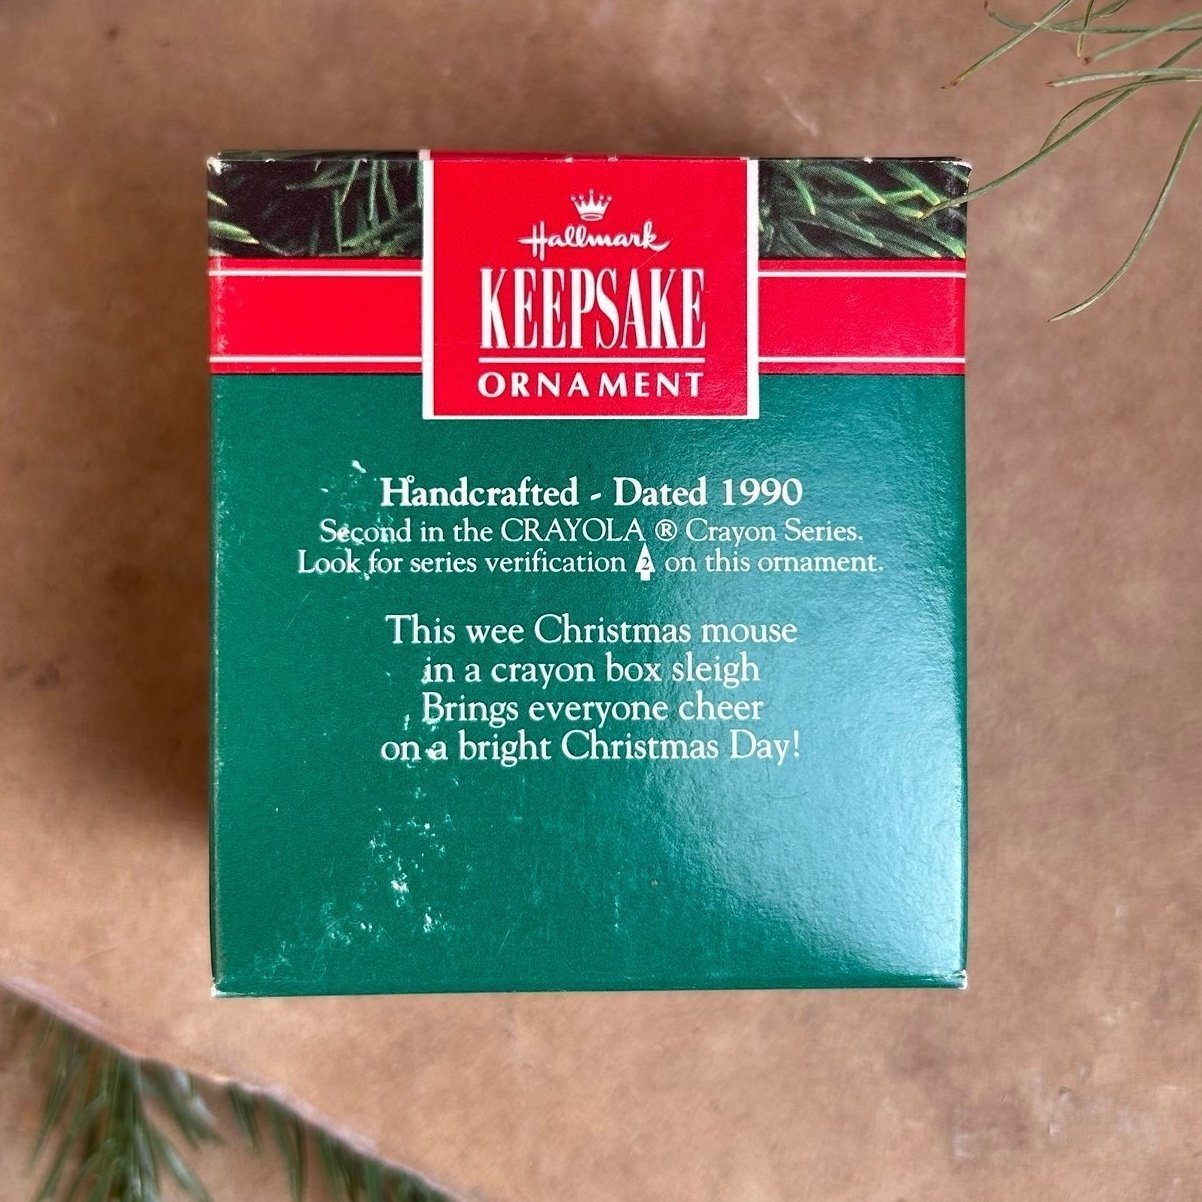 Hallmark
KEEPSAKE
ORNAMENT
Handcrafted - Dated 1990
Second in the CRAYOLA ® Crayon Series.
Look for series verification 2 on this ornament.
This wee Christmas mouse
in a crayon box sleigh
Brings everyone cheer
on a bright Christmas Day!